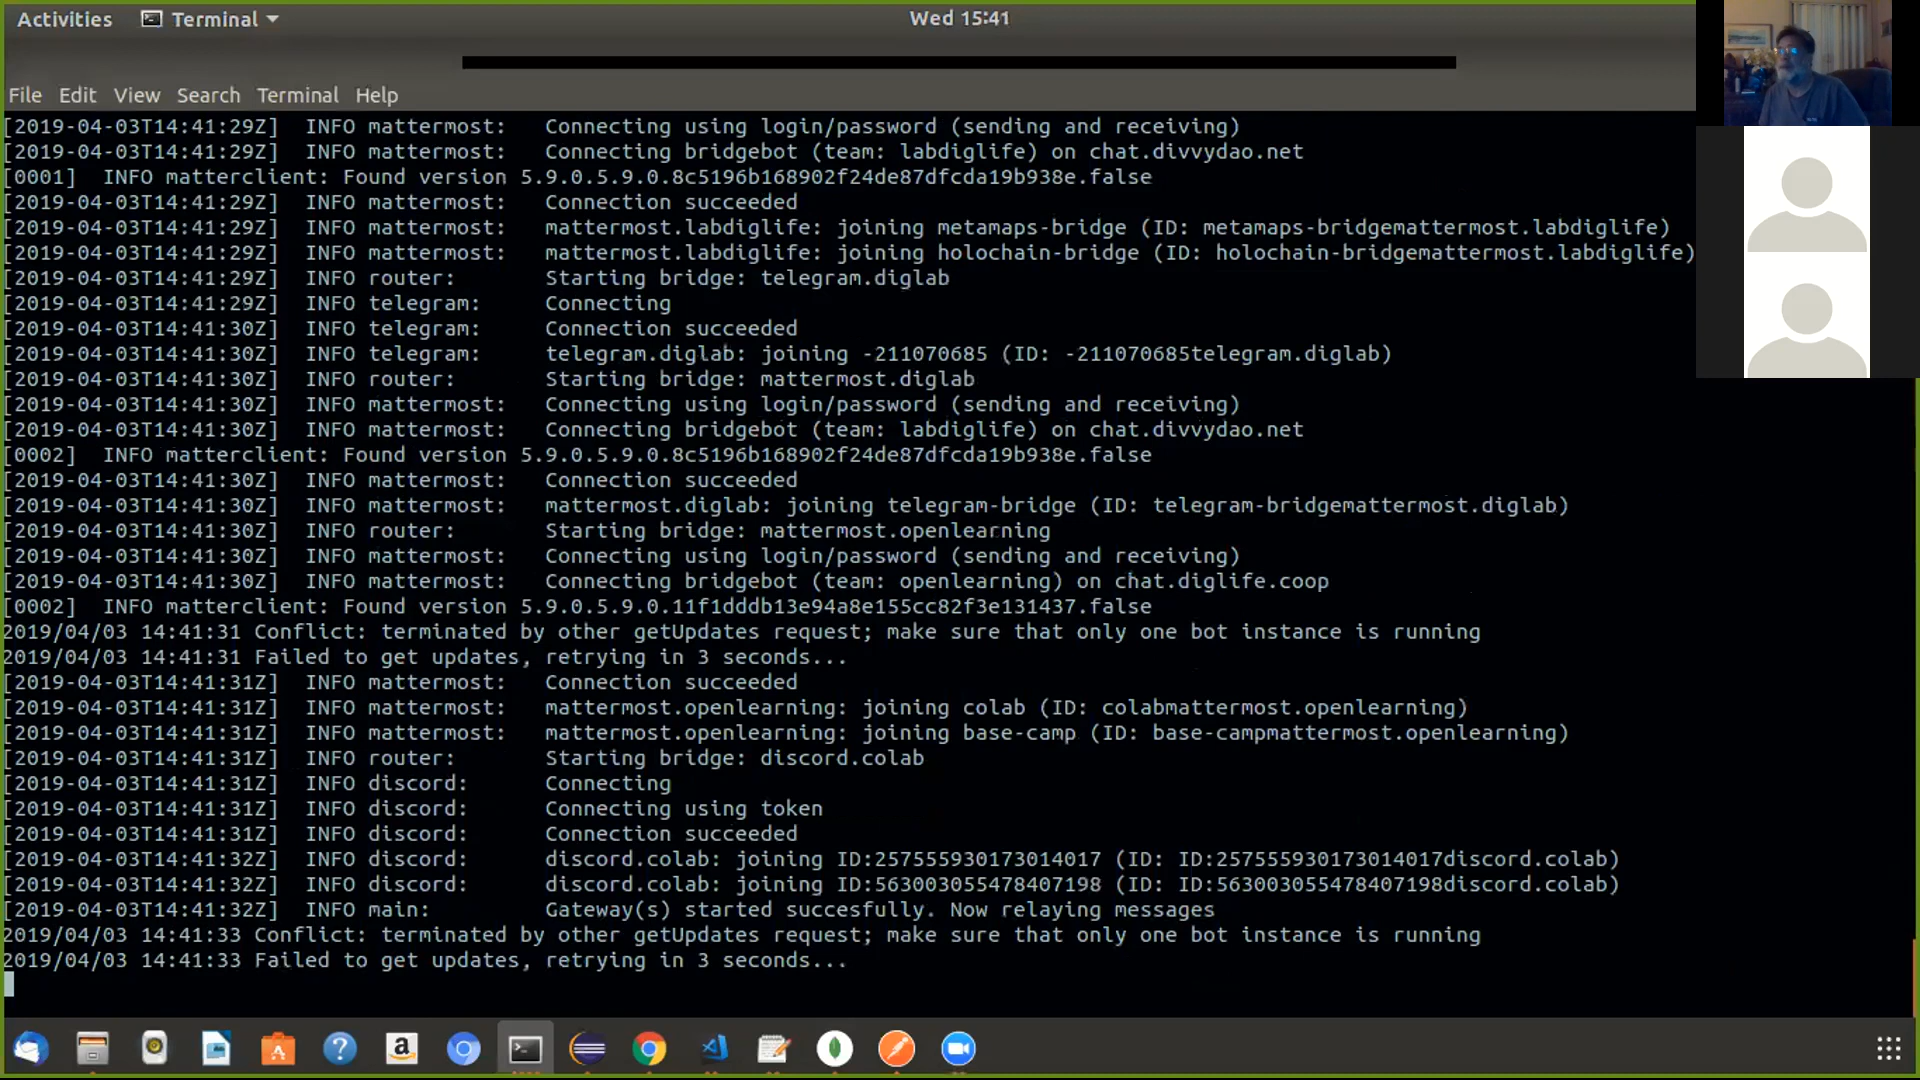 Activities Terminal Wed 15:41
File Edit View Search Terminal Help
[2019-04-03T14:41:29Z] INFO mattermost: Connecting using login/password (sending and receiving)
[2019-04-03T14:41:29Z] INFO mattermost: Connecting bridgebot (team: labdiglife) on chat.divvydao.net
[0001] INFO matterclient: Found version 5.9.0.5.9.0.8c5196b168902f24de87dfcda19b938e.false
[2019-04-03T14:41:29Z] INFO mattermost: Connection succeeded
[2019-04-03T14:41:29Z] INFO mattermost: mattermost.labdiglife: joining metamaps-bridge (ID: metamaps-bridgemattermost.labdiglife)
[2019-04-03T14:41:29Z] INFO mattermost: mattermost.labdiglife: joining holochain-bridge (ID: holochain-bridgemattermost.labdiglife)
[2019-04-03T14:41:29Z] INFO router: Starting bridge: telegram.diglab
[2019-04-03T14:41:29Z] INFO telegram: Connecting
[2019-04-03T14:41:30Z] INFO telegram: Connection succeeded
[2019-04-03T14:41:30Z] INFO telegram: telegram.diglab: joining -211070685 (ID: -211070685telegram.diglab)
[2019-04-03T14:41:30Z] INFO router: Starting bridge: mattermost.diglab
[2019-04-03T14:41:30Z] INFO mattermost: Connecting using login/password (sending and receiving)
[2019-04-03T14:41:30Z] INFO mattermost: Connecting bridgebot (team: labdiglife) on chat.divvydao.net
[0002] INFO matterclient: Found version 5.9.0.5.9.0.8c5196b168902f24de87dfcda19b938e.false
[2019-04-03T14:41:30Z] INFO mattermost: Connection succeeded
[2019-04-03T14:41:30Z] INFO mattermost: mattermost.diglab: joining telegram-bridge (ID: telegram-bridgemattermost.diglab)
[2019-04-03T14:41:30Z] INFO router: Starting bridge: mattermost.openlearning
[2019-04-03T14:41:30Z] INFO mattermost: Connecting using login/password (sending and receiving)
[2019-04-03T14:41:30Z] INFO mattermost: Connecting bridgebot (team: openlearning) on chat.diglife.coop
[0002] INFO matterclient: Found version 5.9.0.5.9.0.11f1dddb13e94a8e155cc82f3e131437.false
2019/04/03 14:41:31 Conflict: terminated by other getUpdates request; make sure that only one bot instance is running
2019/04/03 14:41:31 Failed to get updates, retrying in 3 seconds...
[2019-04-03T14:41:31Z] INFO mattermost: Connection succeeded
[2019-04-03T14:41:31Z] INFO mattermost: mattermost.openlearning: joining colab (ID: colabmattermost.openlearning)
[2019-04-03T14:41:31Z] INFO mattermost: mattermost.openlearning: joining base-camp (ID: base-campmattermost.openlearning)
[2019-04-03T14:41:31Z] INFO router: Starting bridge: discord.colab
[2019-04-03T14:41:31Z] INFO discord: Connecting
[2019-04-03T14:41:31Z] INFO discord: Connecting using token
[2019-04-03T14:41:31Z] INFO discord: Connection succeeded
[2019-04-03T14:41:32Z] INFO discord: discord.colab: joining ID:257555930173014017 (ID: ID:257555930173014017discord.colab)
[2019-04-03T14:41:32Z] INFO discord: discord.colab: joining ID:563003055478407198 (ID: ID:563003055478407198discord.colab)
[2019-04-03T14:41:32Z] INFO main: Gateway(s) started succesfully. Now relaying messages
2019/04/03 14:41:33 Conflict: terminated by other getUpdates request; make sure that only one bot instance is running
2019/04/03 14:41:33 Failed to get updates, retrying in 3 seconds...